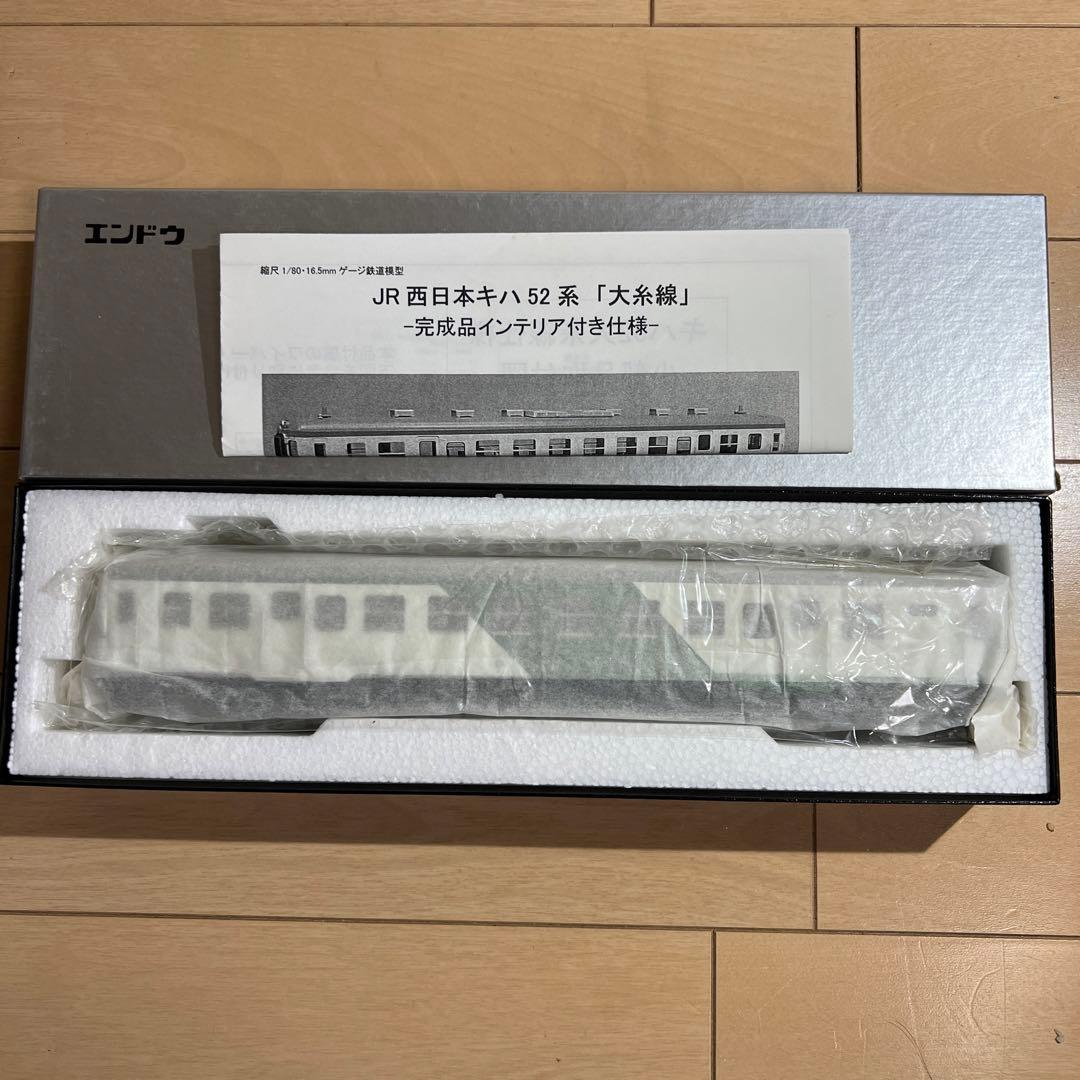 エンドウ
縮尺 1/80・16.5mm ゲージ鉄道模型
JR 西日本キハ 52 系 「大糸線」
-完成品インテリア付き仕様-